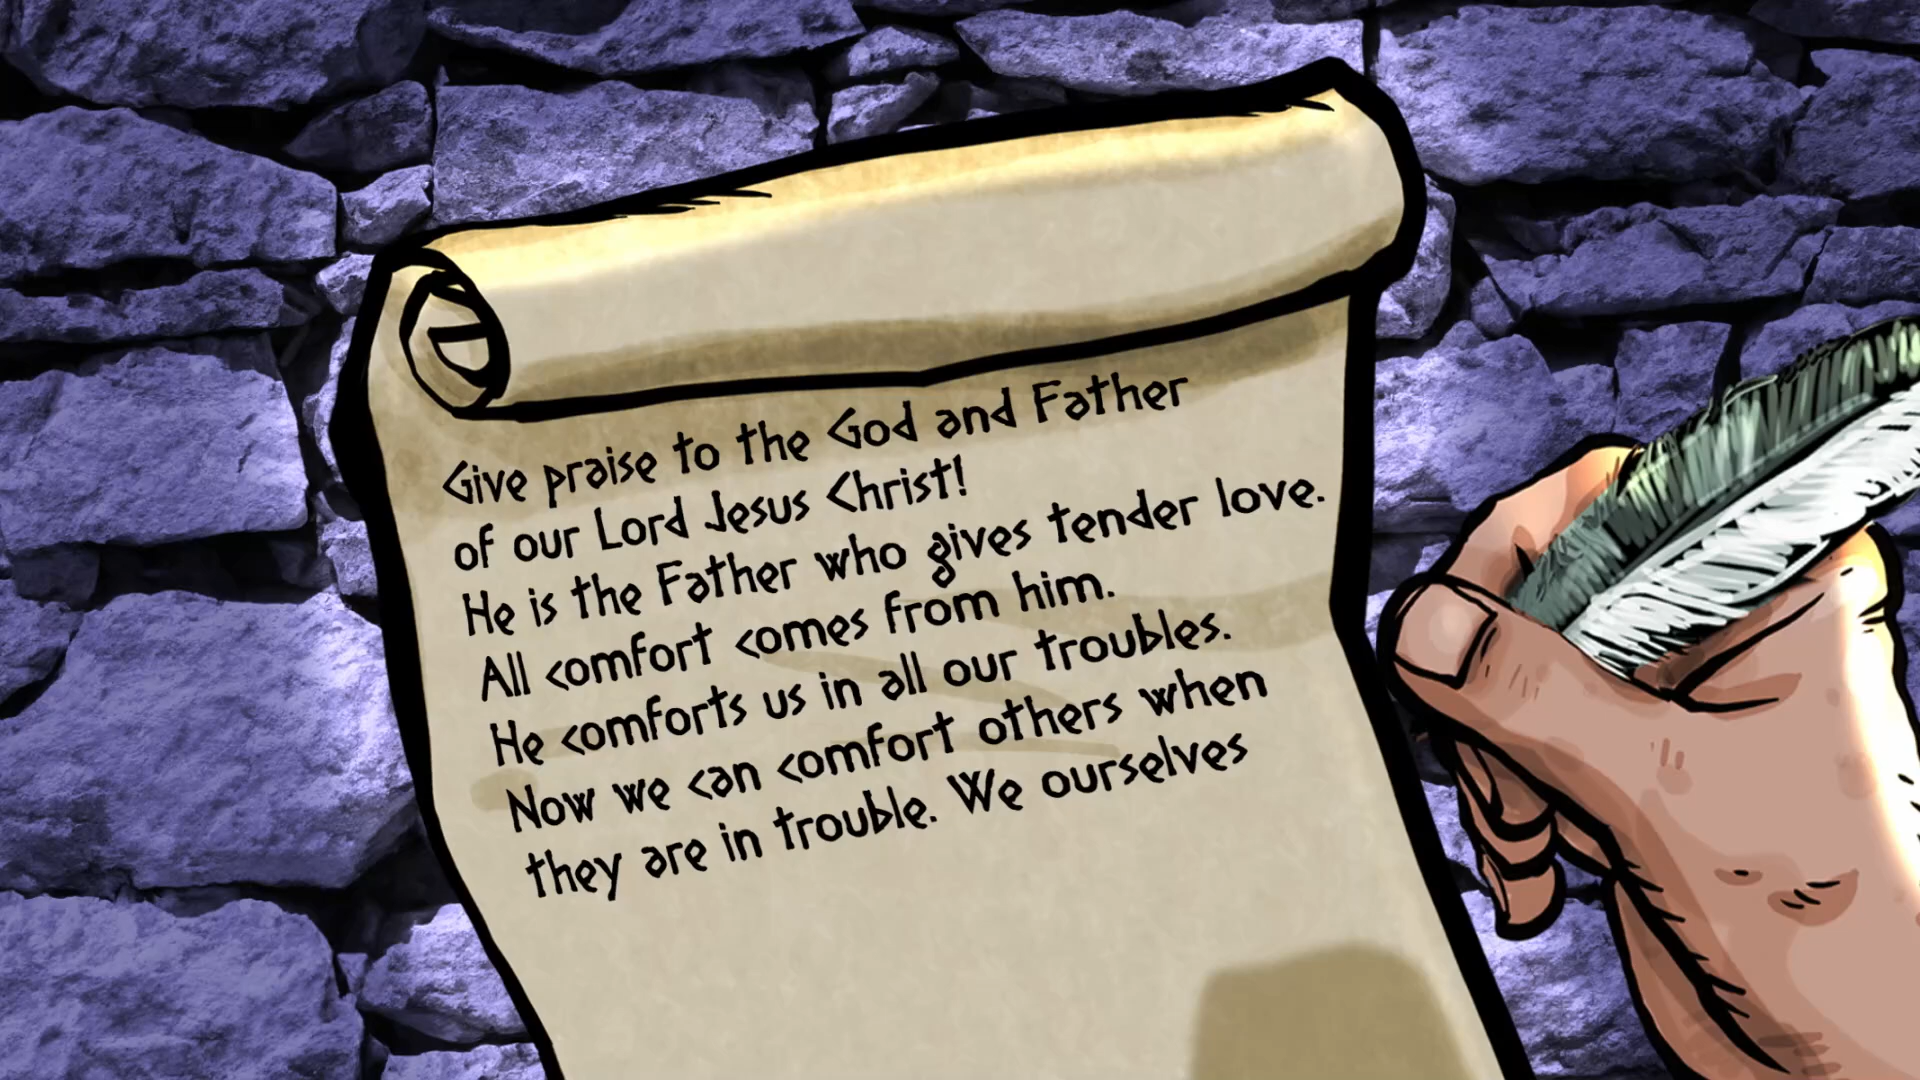 Give praise to the God and Father
of our Lord Jesus Christ!
He is the Father who gives tender love.
All comfort comes from him.
He comforts us in all our troubles.
Now we can comfort others when
they are in trouble. We ourselves